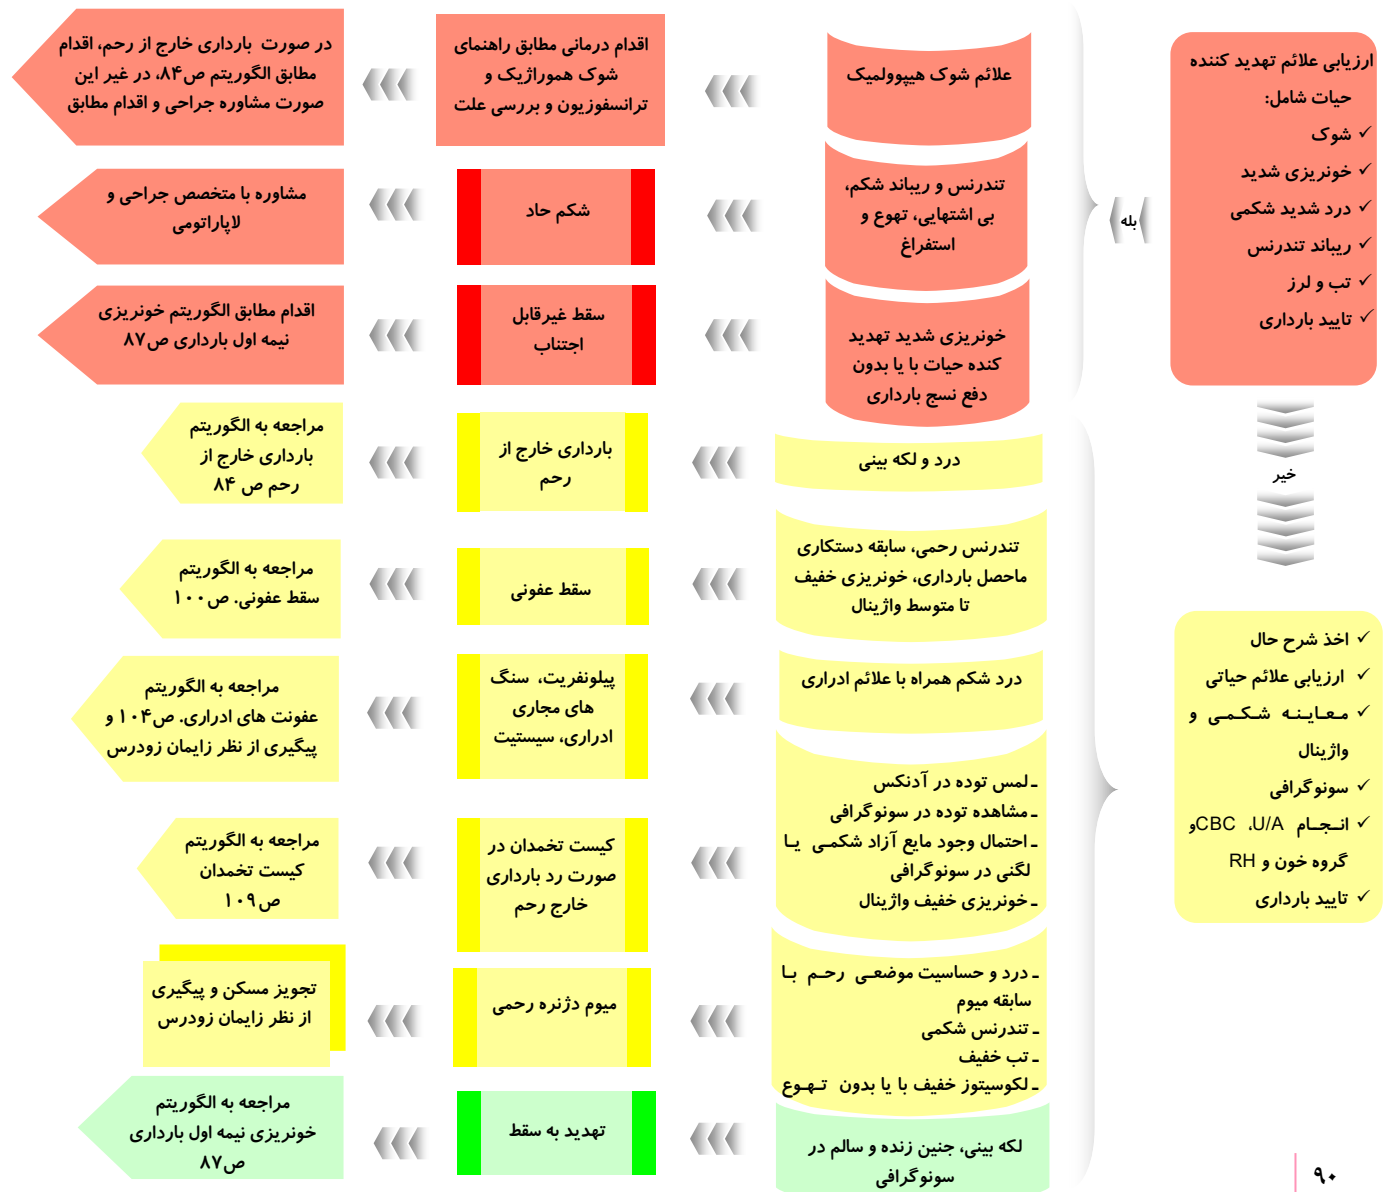 ارزیابی علائم تهدید کننده
حیات شامل:
✓ شوک
✓ خونریزی شدید
✓ درد شدید شکمی
✓ ریباند تندرنس
✓ تب و لرز
✓ تایید بارداری
بله
علائم شوک هیپوولمیک
اقدام درمانی مطابق راهنمای
شوک هموراژیک و
ترانسفوزیون و بررسی علت
در صورت بارداری خارج از رحم، اقدام
مطابق الگوریتم ص۸۴، در غیر این
صورت مشاوره جراحی و اقدام مطابق
تندرنس و ریباند شکم،
بی اشتهایی، تهوع و
استفراغ
شکم حاد
مشاوره با متخصص جراحی و
لاپاراتومی
خونریزی شدید تهدید
کنده حیات با یا بدون
دفع نسج بارداری
سقط غیرقابل
اجتناب
اقدام مطابق الگوریتم خونریزی
نیمه اول بارداری ص۸۷
خیر
✓ اخذ شرح حال
✓ ارزیابی علائم حیاتی
✓ معاینه شکمی و
واژینال
✓ سونوگرافی
✓ انجام CBC ،U/Aو
گروه خون و RH
✓ تایید بارداری
درد و لکه بینی
بارداری خارج از
رحم
مراجعه به الگوریتم
بارداری خارج از
رحم ص ۸۴
تندرنس رحمی، سابقه دستکاری
ماحصل بارداری، خونریزی خفیف
تا متوسط واژینال
سقط عفونی
مراجعه به الگوریتم
سقط عفونی. ص۱۰۰
درد شکم همراه با علائم ادراری
پیلونفریت، سنگ
های مجاری
ادراری، سیستیت
مراجعه به الگوریتم
عفونت های ادراری. ص۱۰۴ و
پیگیری از نظر زایمان زودرس
ـ لمس توده در آدنکس
ـ مشاهده توده در سونوگرافی
ـ احتمال وجود مایع آزاد شکمی یا
لگنی در سونوگرافی
ـ خونریزی خفیف واژینال
کیست تخمدان در
صورت رد بارداری
خارج رحم
مراجعه به الگوریتم
کیست تخمدان
ص۱۰۹
ـ درد و حساسیت موضعی رحم با
سابقه میوم
ـ تندرنس شکمی
ـ تب خفیف
ـ لکوسیتوز خفیف با یا بدون تهوع
میوم دژنره رحمی
تجویز مسکن و پیگیری
از نظر زایمان زودرس
لکه بینی، جنین زنده و سالم در
سونوگرافی
تهدید به سقط
مراجعه به الگوریتم
خونریزی نیمه اول بارداری
ص۸۷
۹۰